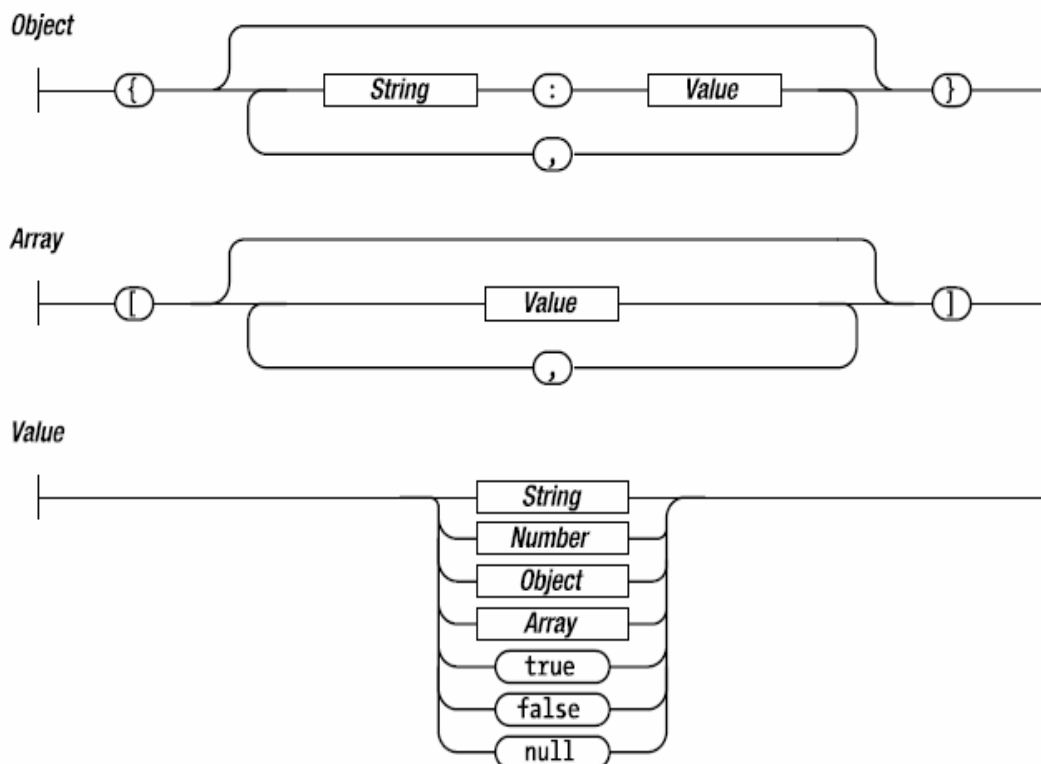 Object
{ String : Value }
,
Array
[ Value ]
,
Value
String
Number
Object
Array
true
false
null